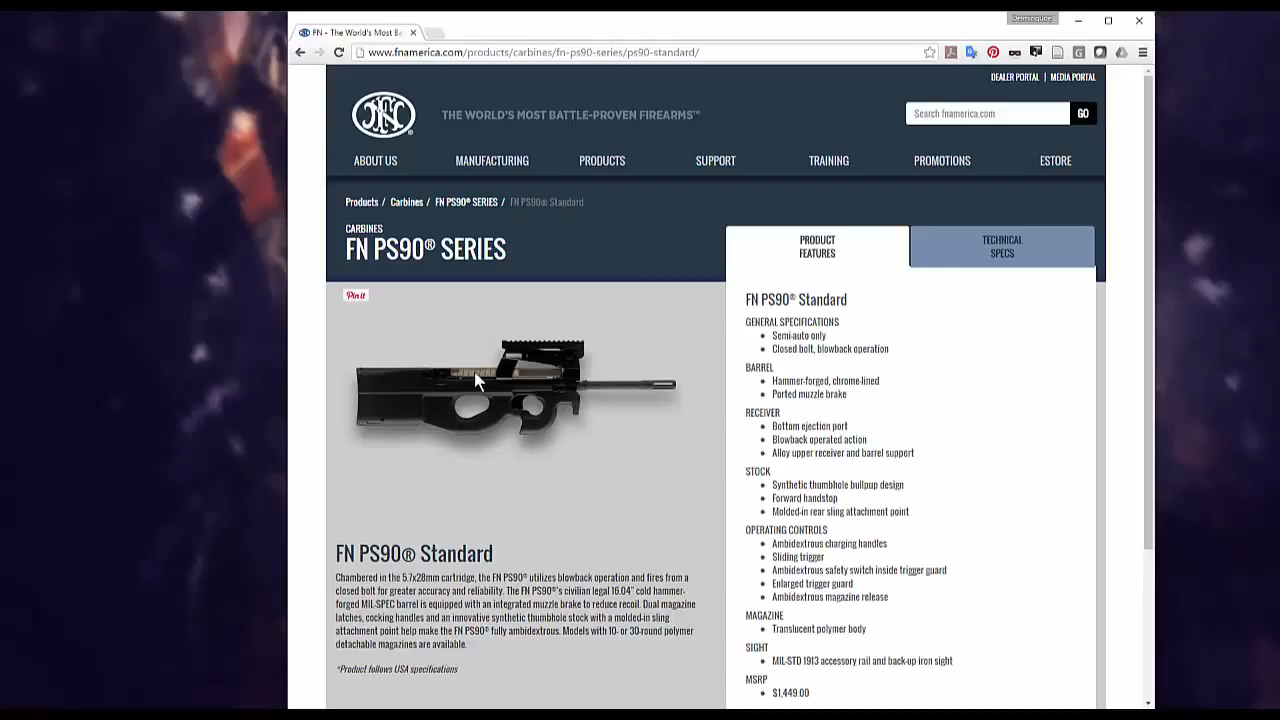 Deiminquoe
FN - The World's Most Ba
www.fnamerica.com/products/carbines/fn-ps90-series/ps90-standard/
DEALER PORTAL | MEDIA PORTAL
FN
THE WORLD'S MOST BATTLE-PROVEN FIREARMS™
Search fnamerica.com
GO
ABOUT US MANUFACTURING PRODUCTS SUPPORT TRAINING PROMOTIONS ESTORE
Products / Carbines / FN PS90® SERIES / FN PS90® Standard
CARBINES
FN PS90® SERIES
Pin it
FN PS90® Standard
Chambered in the 5.7x28mm cartridge, the FN PS90® utilizes blowback operation and fires from a
closed bolt for greater accuracy and reliability. The FN PS90®'s civilian legal 16.04" cold hammer-
forged MIL-SPEC barrel is equipped with an integrated muzzle brake to reduce recoil. Dual magazine
latches, cocking handles and an innovative synthetic thumbhole stock with a molded-in sling
attachment point help make the FN PS90® fully ambidextrous. Models with 10- or 30-round polymer
detachable magazines are available.
*Product follows USA specifications
PRODUCT
FEATURES
TECHNICAL
SPECS
FN PS90® Standard
GENERAL SPECIFICATIONS
• Semi-auto only
• Closed bolt, blowback operation
BARREL
• Hammer-forged, chrome-lined
• Ported muzzle brake
RECEIVER
• Bottom ejection port
• Blowback operated action
• Alloy upper receiver and barrel support
STOCK
• Synthetic thumbhole bullpup design
• Forward handstop
• Molded-in rear sling attachment point
OPERATING CONTROLS
• Ambidextrous charging handles
• Sliding trigger
• Ambidextrous safety switch inside trigger guard
• Enlarged trigger guard
• Ambidextrous magazine release
MAGAZINE
• Translucent polymer body
SIGHT
• MIL-STD 1913 accessory rail and back-up iron sight
MSRP
• $1,449.00